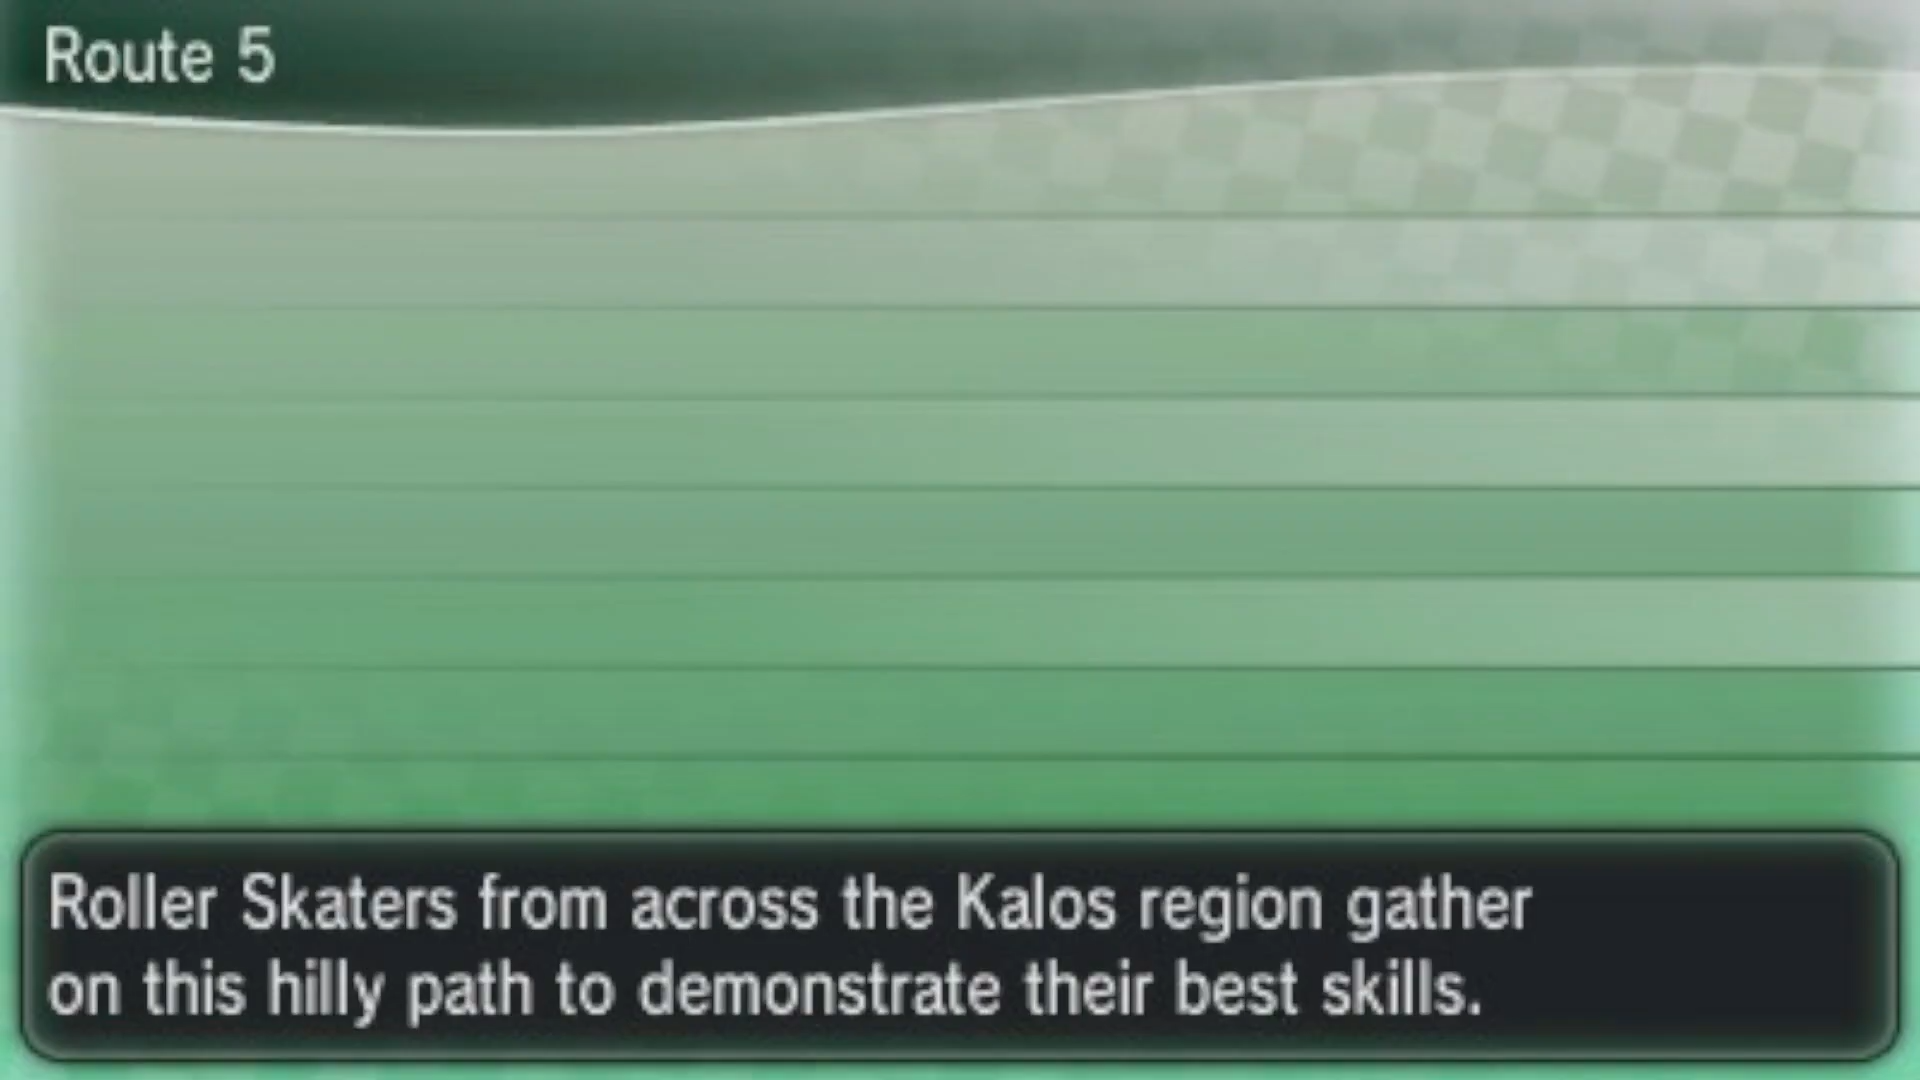 Route 5
Roller Skaters from across the Kalos region gather
on this hilly path to demonstrate their best skills.